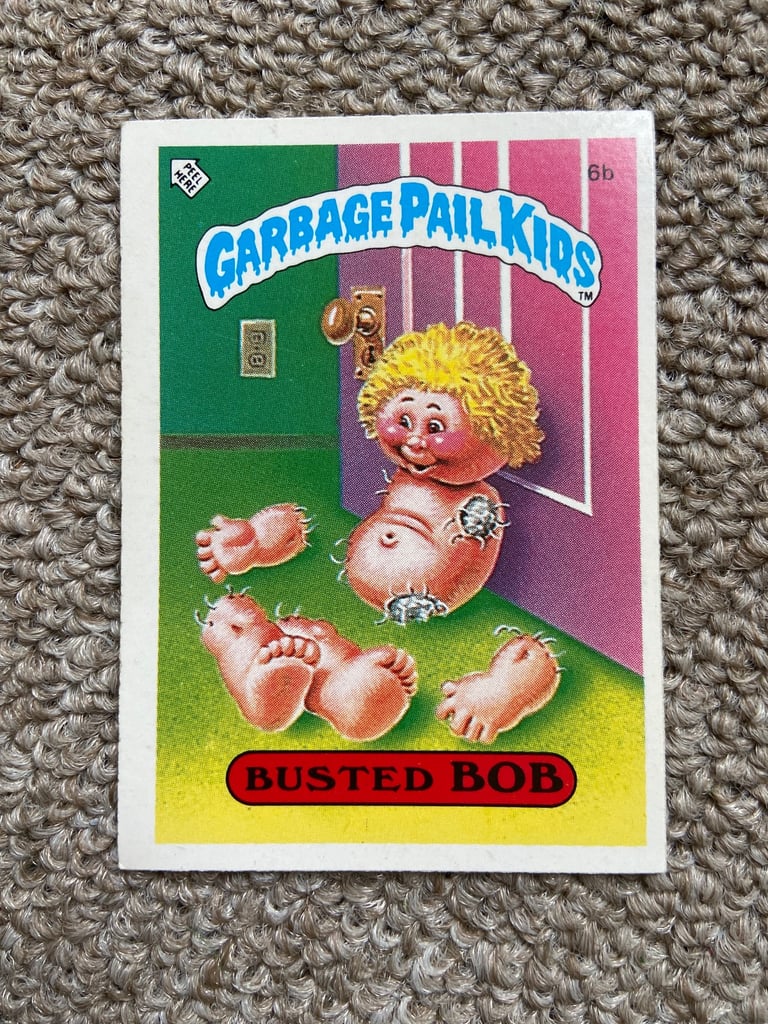 PEEL
HERE
6b
GARBAGE PAIL KIDS
TM
BUSTED BOB